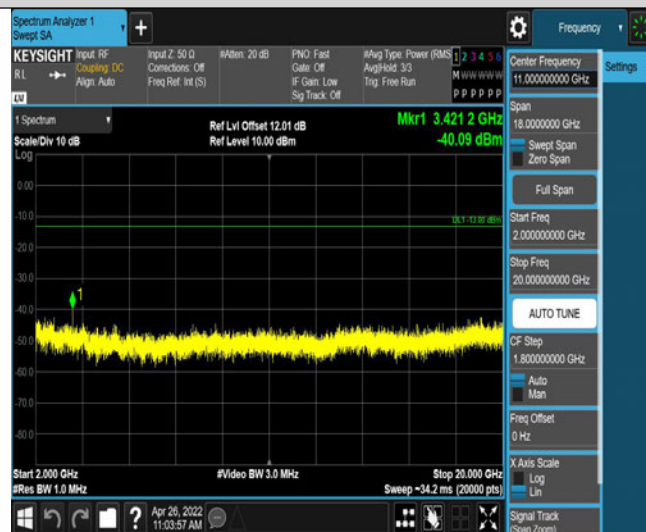 Spectrum Analyzer 1
Swept SA
Frequency
KEYSIGHT
RL
Input: RF
Coupling: DC
Align: Auto
Input Z: 50 Ω
Corrections: Off
Freq Ref: Int (S)
#Atten: 20 dB
PNO: Fast
Gate: Off
IF Gain: Low
Sig Track: Off
#Avg Type: Power (RMS
Avg|Hold: 3/3
Trig: Free Run
1 2 3 4 5 6
M W W W W W
P P P P P P
LXI
1 Spectrum
Scale/Div 10 dB
Ref Lvl Offset 12.01 dB
Ref Level 10.00 dBm
Mkr1 3.421 2 GHz
-40.09 dBm
Log
0.00
-10.0
DL1 -13.00 dBm
-20.0
-30.0
1
-40.0
-50.0
-60.0
-70.0
-80.0
Start 2.000 GHz
#Res BW 1.0 MHz
#Video BW 3.0 MHz
Stop 20.000 GHz
Sweep ~34.2 ms (20000 pts)
?
Apr 26, 2022
11:03:57 AM
Center Frequency
11.000000000 GHz
Settings
Span
18.0000000 GHz
Swept Span
Zero Span
Full Span
Start Freq
2.000000000 GHz
Stop Freq
20.000000000 GHz
AUTO TUNE
CF Step
1.800000000 GHz
Auto
Man
Freq Offset
0 Hz
X Axis Scale
Log
Lin
Signal Track
(Span Zoom)